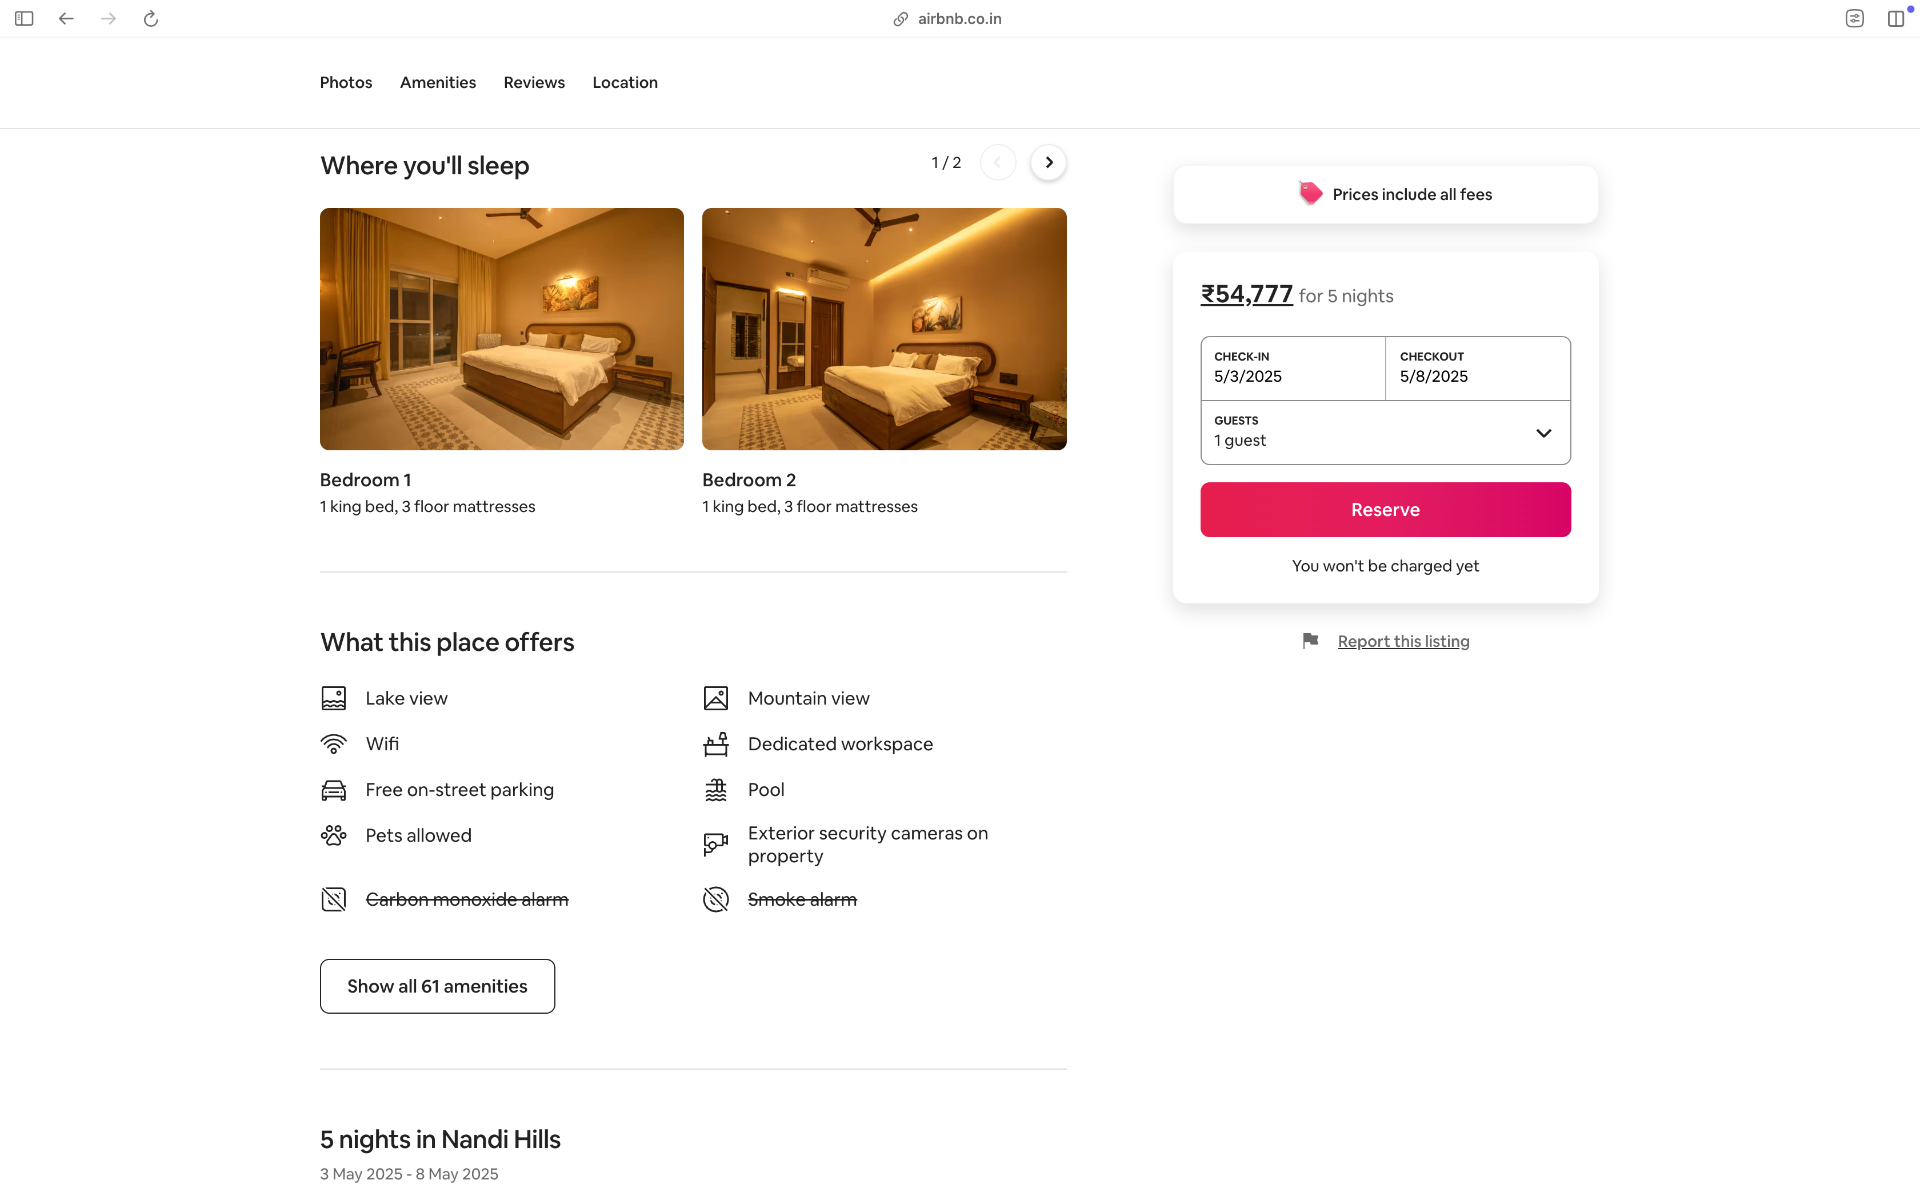 airbnb.co.in
Photos
Amenities
Reviews
Location
Where you'll sleep
1 / 2
Bedroom 1
1 king bed, 3 floor mattresses
Bedroom 2
1 king bed, 3 floor mattresses
What this place offers
Lake view
Mountain view
Wifi
Dedicated workspace
Free on-street parking
Pool
Pets allowed
Exterior security cameras on
property
Carbon monoxide alarm
Smoke alarm
Show all 61 amenities
5 nights in Nandi Hills
3 May 2025 - 8 May 2025
Prices include all fees
₹54,777 for 5 nights
CHECK-IN
5/3/2025
CHECKOUT
5/8/2025
GUESTS
1 guest
Reserve
You won't be charged yet
Report this listing